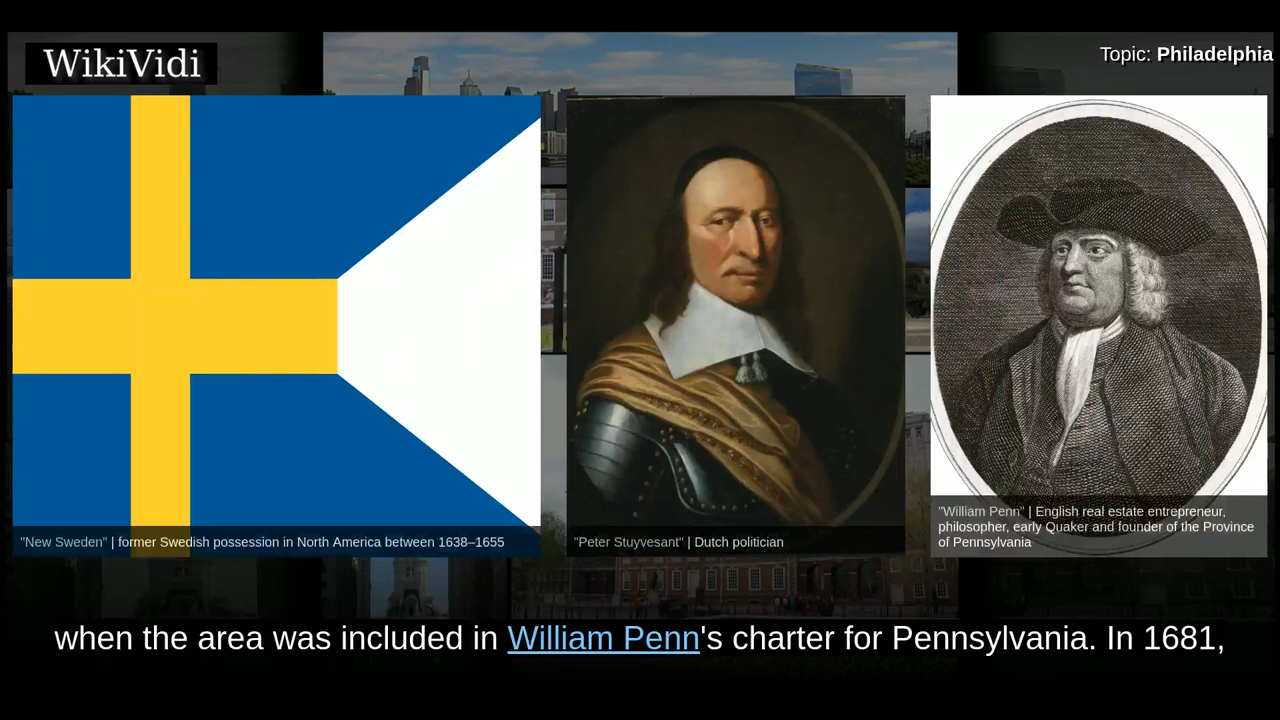 WikiVidi
Topic: Philadelphia
"New Sweden" | former Swedish possession in North America between 1638–1655
"Peter Stuyvesant" | Dutch politician
"William Penn" | English real estate entrepreneur,
philosopher, early Quaker and founder of the Province
of Pennsylvania
when the area was included in William Penn's charter for Pennsylvania. In 1681,